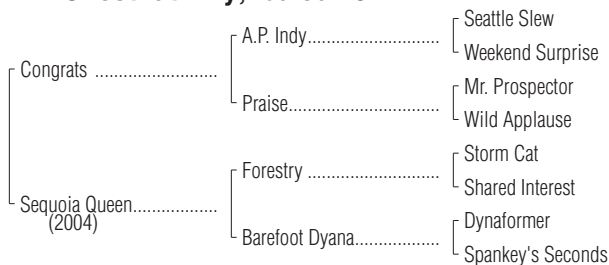 Seattle Slew
A.P. Indy
Weekend Surprise
Congrats
Mr. Prospector
Praise
Wild Applause
Storm Cat
Forestry
Shared Interest
Sequoia Queen
(2004)
Dynaformer
Barefoot Dyana
Spankey's Seconds